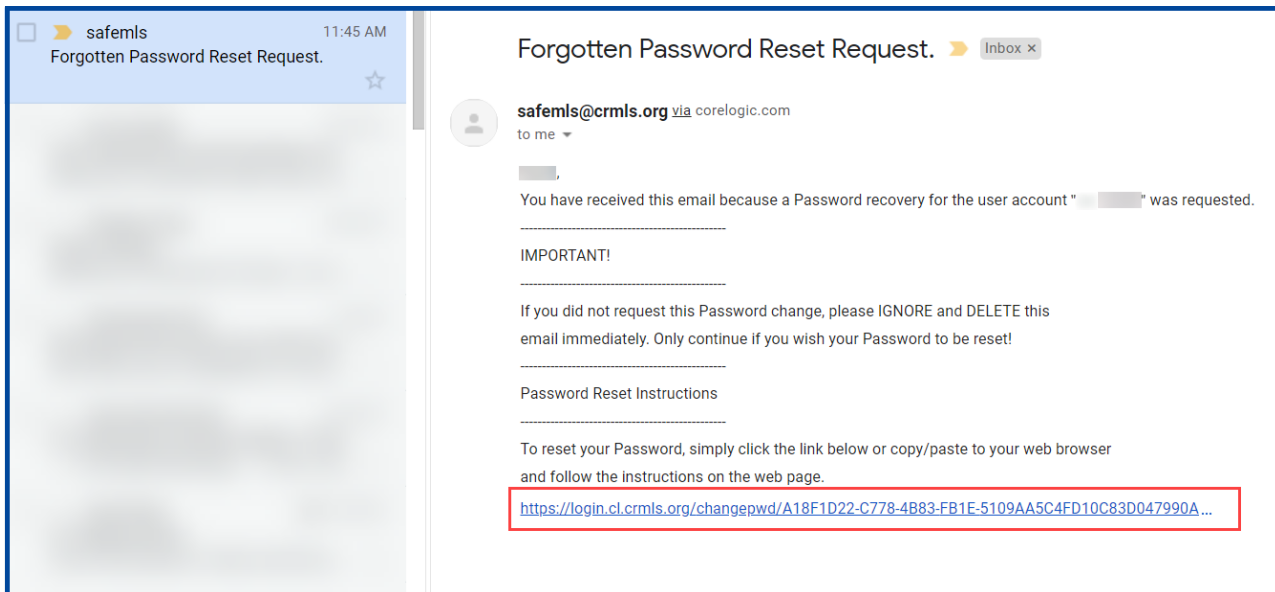 safemls 11:45 AM
Forgotten Password Reset Request.
Forgotten Password Reset Request. Inbox ×
safemls@crmls.org via corelogic.com
to me
,
You have received this email because a Password recovery for the user account " " was requested.
------------------------------------------------
IMPORTANT!
------------------------------------------------
If you did not request this Password change, please IGNORE and DELETE this
email immediately. Only continue if you wish your Password to be reset!
------------------------------------------------
Password Reset Instructions
------------------------------------------------
To reset your Password, simply click the link below or copy/paste to your web browser
and follow the instructions on the web page.
https://login.cl.crmls.org/changepwd/A18F1D22-C778-4B83-FB1E-5109AA5C4FD10C83D047990A...